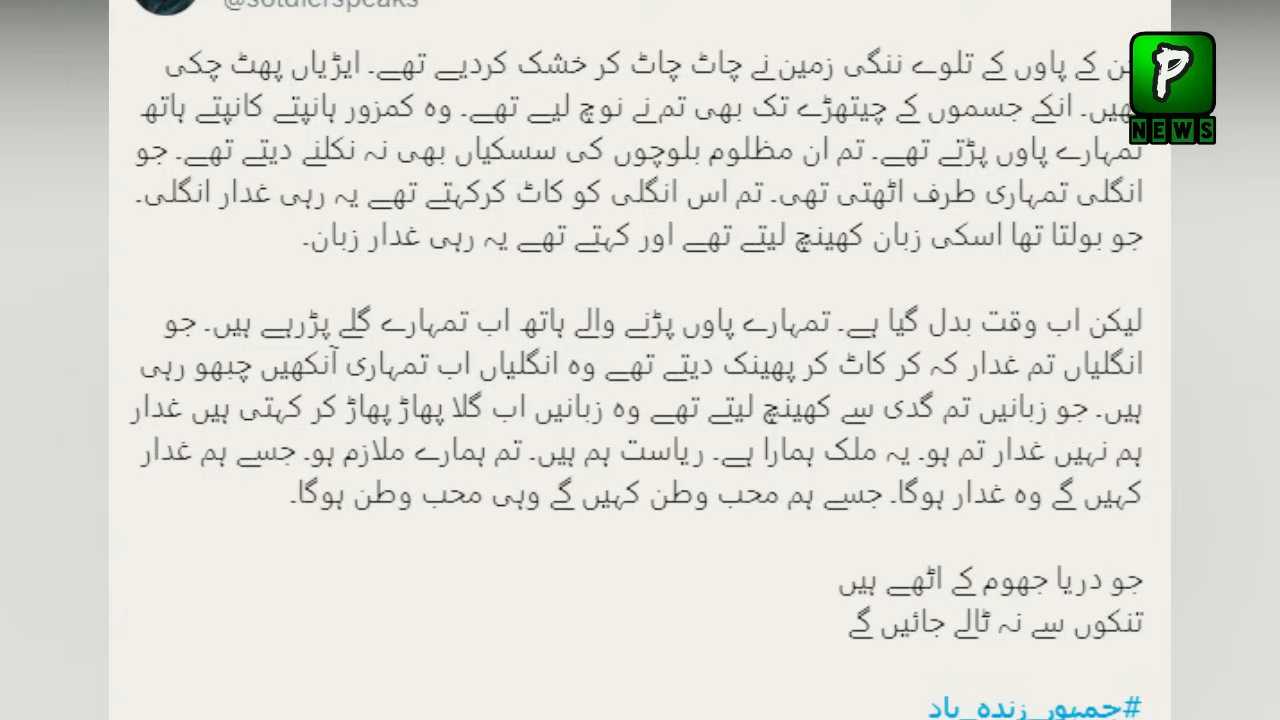 @soldierspeaks
کے پاوں کے تلوے ننگی زمین نے چاٹ چاٹ کر خشک کردیے تھے۔ ایڑیاں پھٹ چکی
تھیں۔ انکے جسموں کے چیتھڑے تک بھی تم نے نوچ لیے تھے۔ وہ کمزور ہانپتے کانپتے ہاتھ
تمہارے پاوں پڑتے تھے۔ تم ان مظلوم بلوچوں کی سسکیاں بھی نہ نکلنے دیتے تھے۔ جو
انگلی تمہاری طرف اٹھتی تھی۔ تم اس انگلی کو کاٹ کرکہتے تھے یہ رہی غدار انگلی۔
جو بولتا تھا اسکی زبان کھینچ لیتے تھے اور کہتے تھے یہ رہی غدار زبان۔
لیکن اب وقت بدل گیا ہے۔ تمہارے پاوں پڑنے والے ہاتھ اب تمہارے گلے پڑرہے ہیں۔ جو
انگلیاں تم غدار کہ کر کاٹ کر پھینک دیتے تھے وہ انگلیاں اب تمہاری آنکھیں چبھو رہی
ہیں۔ جو زبانیں تم گدی سے کھینچ لیتے تھے وہ زبانیں اب گلا پھاڑ پھاڑ کر کہتی ہیں غدار
ہم نہیں غدار تم ہو۔ یہ ملک ہمارا ہے۔ ریاست ہم ہیں۔ تم ہمارے ملازم ہو۔ جسے ہم غدار
کہیں گے وہ غدار ہوگا۔ جسے ہم محب وطن کہیں گے وہی محب وطن ہوگا۔
جو دریا جھوم کے اٹھے ہیں
تنکوں سے نہ ٹالے جائیں گے
#جمہور_زندہ_باد
P
NEWS